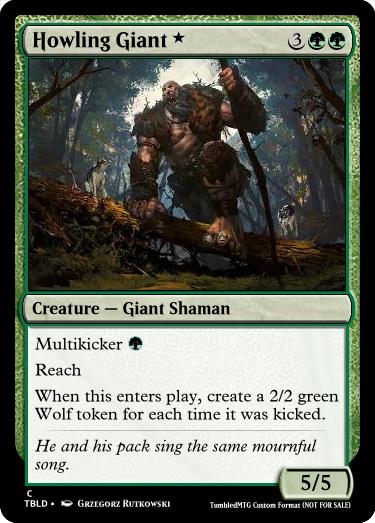 Howling Giant ★ 3
Creature — Giant Shaman
Multikicker
Reach
When this enters play, create a 2/2 green
Wolf token for each time it was kicked.
He and his pack sing the same mournful
song.
5/5
C
TBLD • Grzegorz Rutkowski
TumbledMTG Custom Format (NOT FOR SALE)